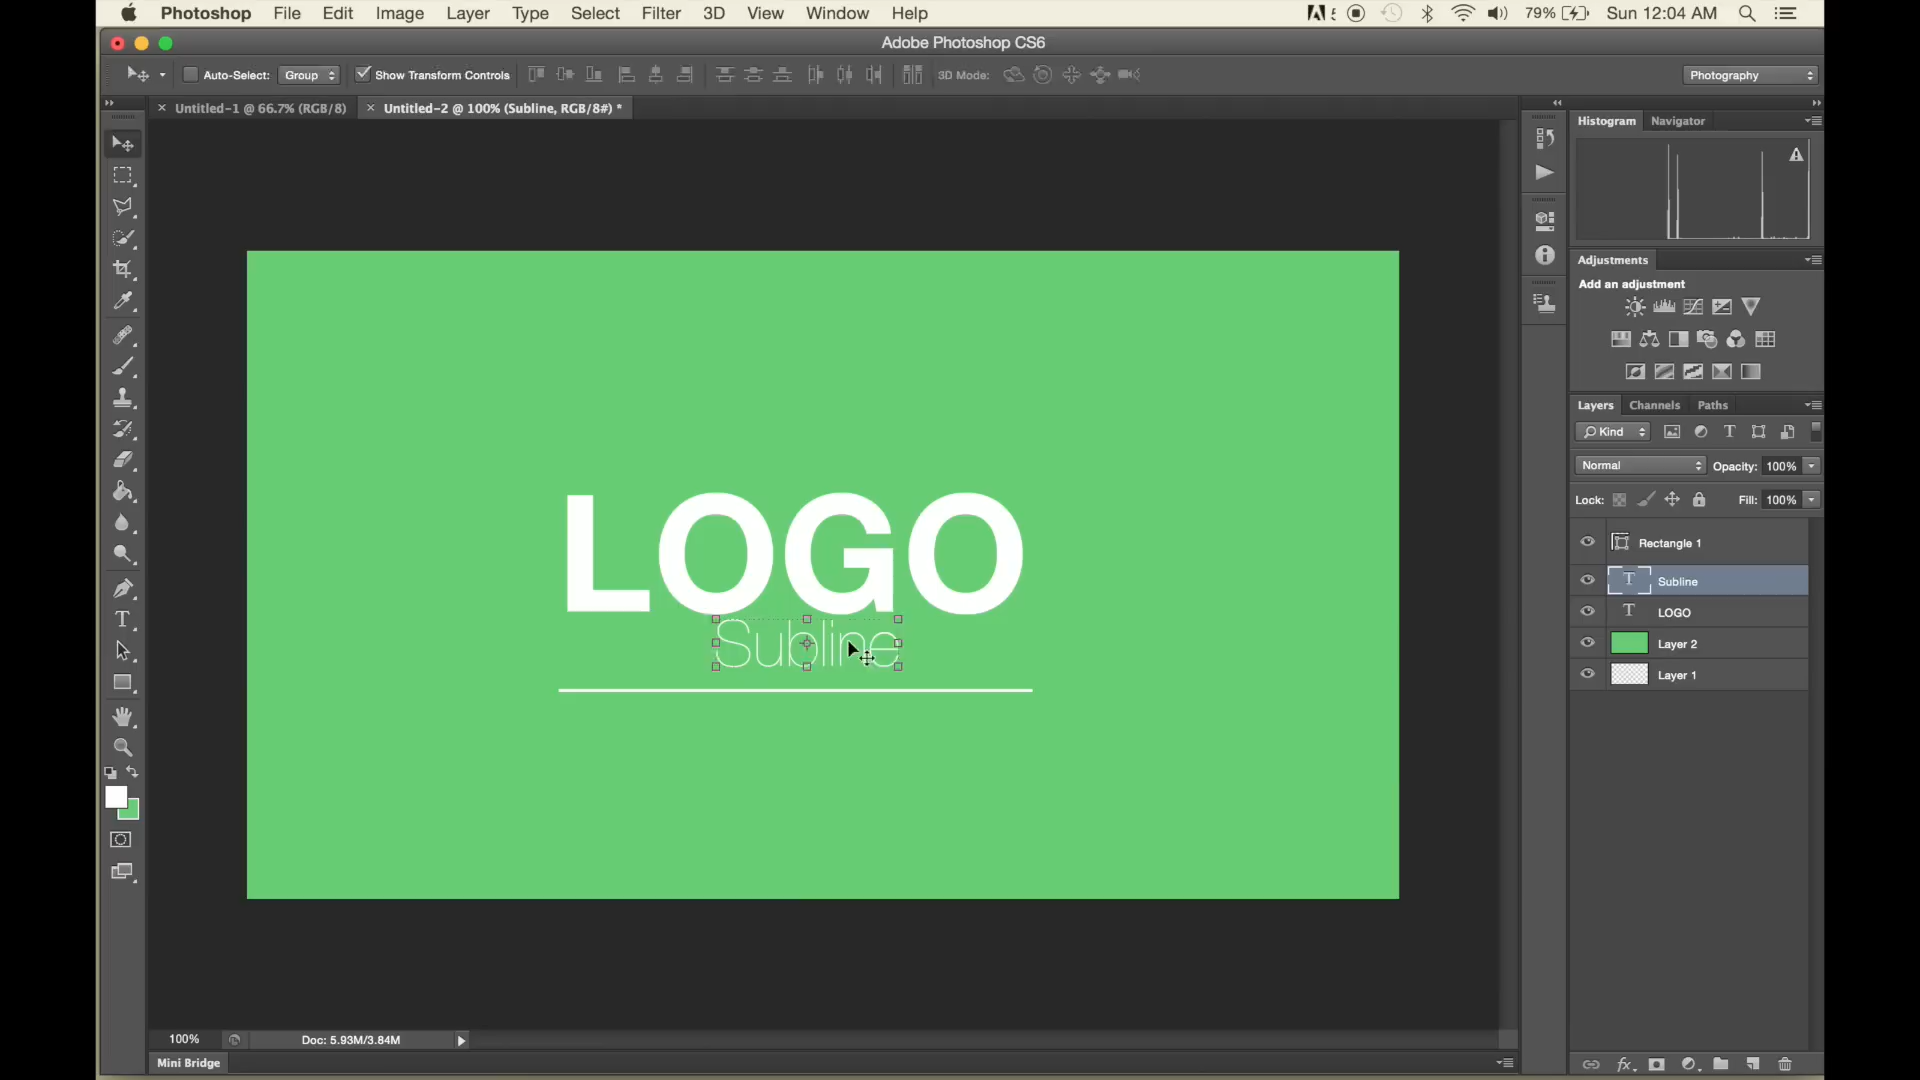 Photoshop File Edit Image Layer Type Select Filter 3D View Window Help 79% Sun 12:04 AM
Adobe Photoshop CS6
Auto-Select: Group Show Transform Controls 3D Mode: Photography
Untitled-1 @ 66.7% (RGB/8) Untitled-2 @ 100% (Subline, RGB/8#) *
Histogram Navigator
Adjustments
Add an adjustment
Layers Channels Paths
Kind
Normal Opacity: 100%
Lock: Fill: 100%
Rectangle 1
Subline
LOGO
Layer 2
Layer 1
LOGO
Subline
100% Doc: 5.93M/3.84M
Mini Bridge